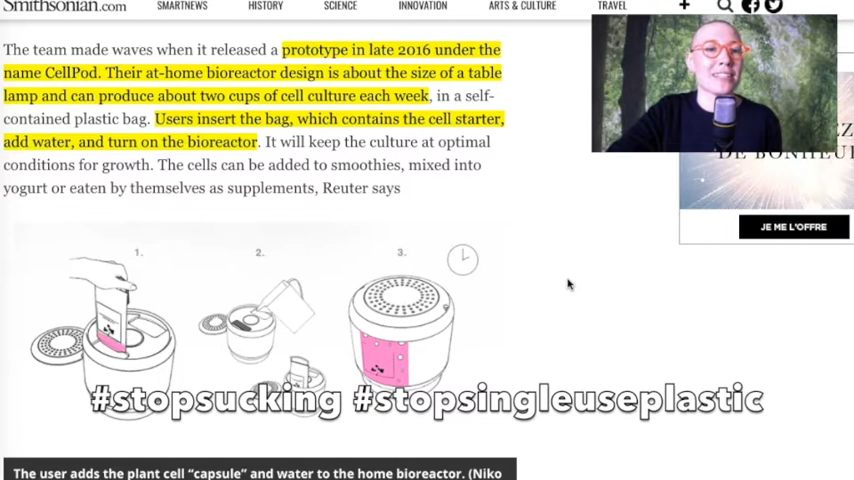 Smithsonian.com
SMARTNEWS
HISTORY
SCIENCE
INNOVATION
ARTS & CULTURE
TRAVEL
The team made waves when it released a prototype in late 2016 under the
name CellPod. Their at-home bioreactor design is about the size of a table
lamp and can produce about two cups of cell culture each week, in a self-
contained plastic bag. Users insert the bag, which contains the cell starter,
add water, and turn on the bioreactor. It will keep the culture at optimal
conditions for growth. The cells can be added to smoothies, mixed into
yogurt or eaten by themselves as supplements, Reuter says
DE BONHEUR
JE ME L'OFFRE
1.
2.
3.
#stopsucking #stopsingleuseplastic
The user adds the plant cell “capsule” and water to the home bioreactor. (Niko